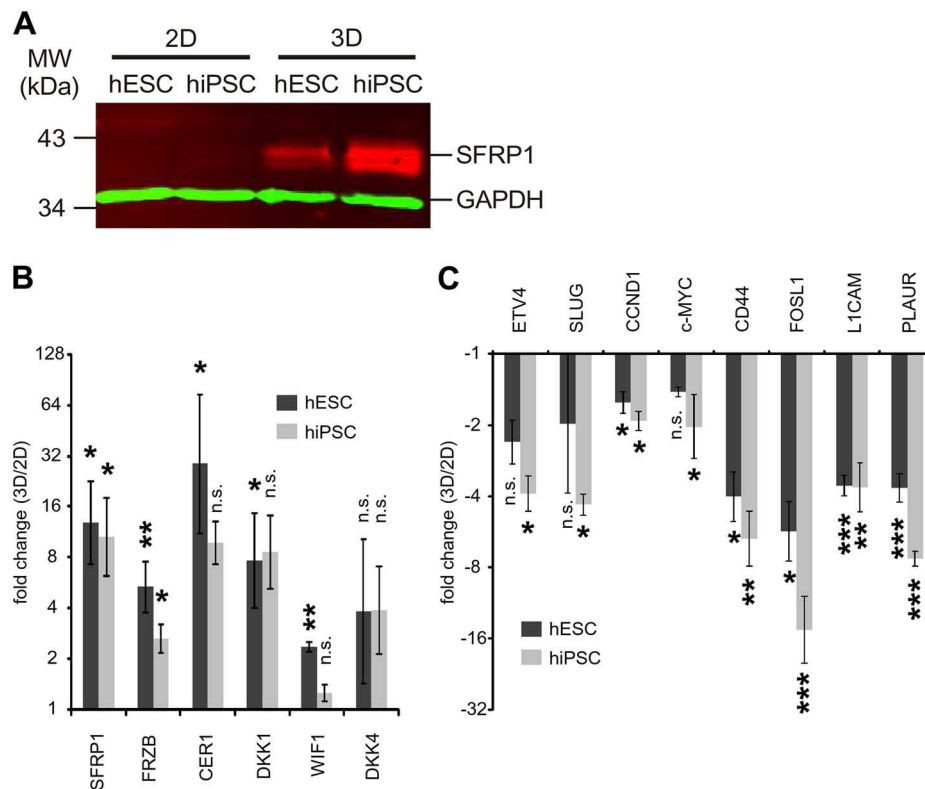 A
2D 3D
MW
(kDa)
hESC hiPSC hESC hiPSC
43
SFRP1
34
GAPDH
B
fold change (3D/2D)
128
64
32
16
8
4
2
1
hESC
hiPSC
* * ** * * n.s. * n.s. ** n.s. n.s. n.s.
SFRP1 FRZB CER1 DKK1 WIF1 DKK4
C
ETV4 SLUG CCND1 c-MYC CD44 FOSL1 L1CAM PLAUR
fold change (3D/2D)
-1
-2
-4
-8
-16
-32
n.s. * n.s. * * * n.s. * * ** * *** *** ** *** ***
hESC
hiPSC